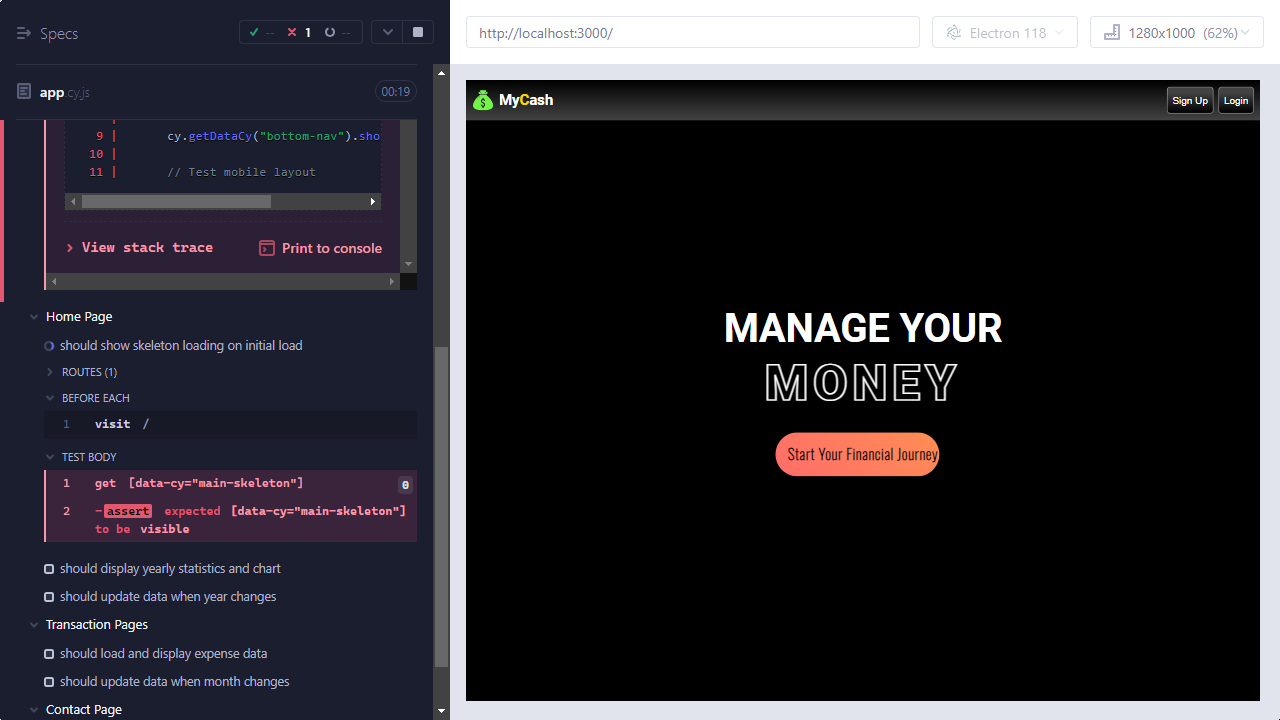 Specs
-- 1 --
app.cy.js
00:19
9 | cy.getDataCy("bottom-nav").sho
10 |
11 | // Test mobile layout
View stack trace
Print to console
Home Page
should show skeleton loading on initial load
ROUTES (1)
BEFORE EACH
1 visit /
TEST BODY
1 get [data-cy="main-skeleton"] 0
2 -assert expected [data-cy="main-skeleton"]
to be visible
should display yearly statistics and chart
should update data when year changes
Transaction Pages
should load and display expense data
should update data when month changes
Contact Page
http://localhost:3000/
Electron 118
1280x1000 (62%)
MyCash
Sign Up
Login
MANAGE YOUR
MONEY
Start Your Financial Journey